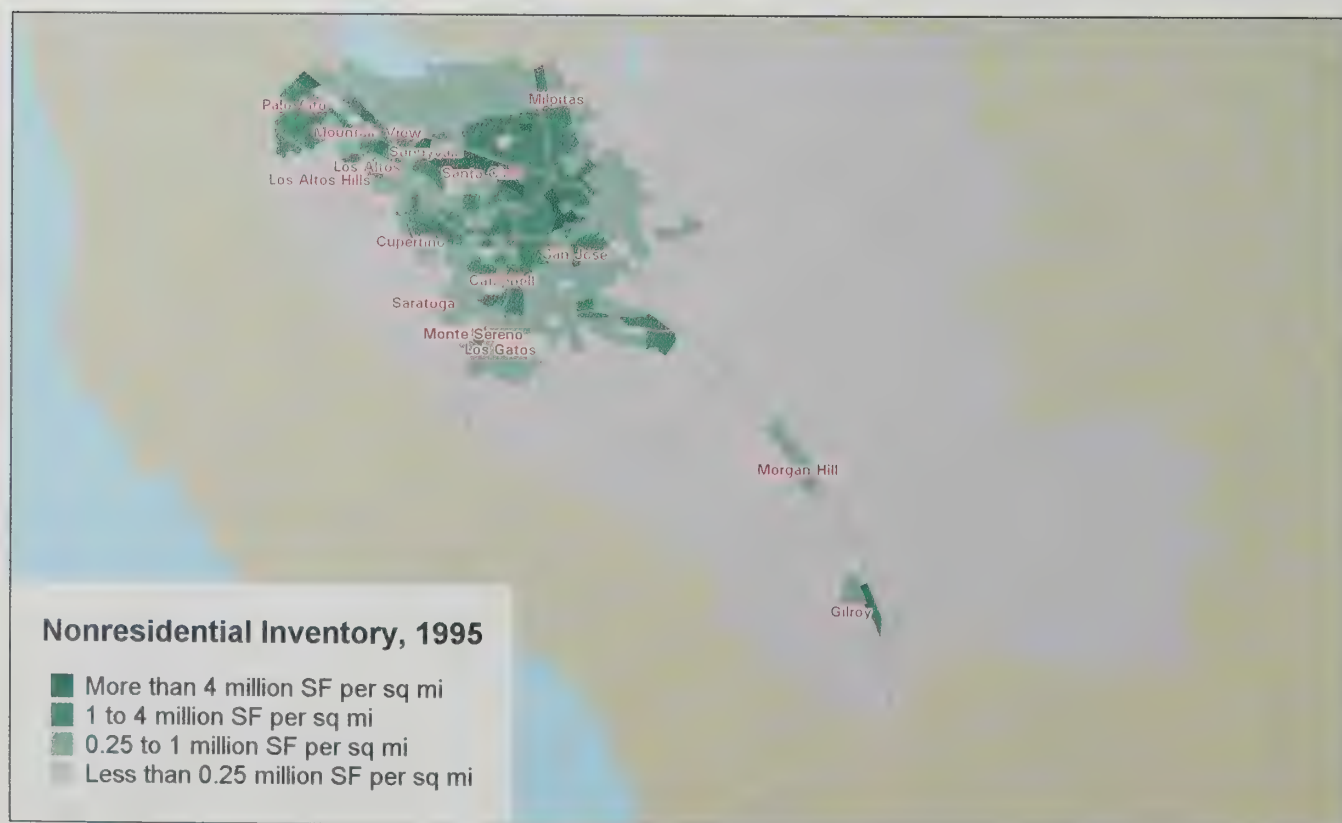 Palo Alto
Milpitas
Mountain View
Sunnyvale
Los Altos
Santa
Los Altos Hills
Cupertino
San Jose
Campbell
Saratoga
Monte Sereno
Los Gatos
Morgan Hill
Gilroy
Nonresidential Inventory, 1995
More than 4 million SF per sq mi
1 to 4 million SF per sq mi
0.25 to 1 million SF per sq mi
Less than 0.25 million SF per sq mi